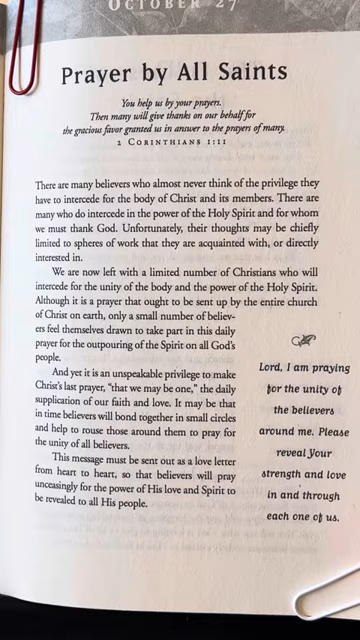 OCTOBER 27
Prayer by All Saints
You help us by your prayers.
Then many will give thanks on our behalf for
the gracious favor granted us in answer to the prayers of many.
2 CORINTHIANS 1:11
There are many believers who almost never think of the privilege they
have to intercede for the body of Christ and its members. There are
many who do intercede in the power of the Holy Spirit and for whom
we must thank God. Unfortunately, their thoughts may be chiefly
limited to spheres of work that they are acquainted with, or directly
interested in.
We are now left with a limited number of Christians who will
intercede for the unity of the body and the power of the Holy Spirit.
Although it is a prayer that ought to be sent up by the entire church
of Christ on earth, only a small number of believ-
ers feel themselves drawn to take part in this daily
prayer for the outpouring of the Spirit on all God's
people.
And yet it is an unspeakable privilege to make
Christ's last prayer, "that we may be one," the daily
supplication of our faith and love. It may be that
in time believers will bond together in small circles
and help to rouse those around them to pray for
the unity of all believers.
This message must be sent out as a love letter
from heart to heart, so that believers will pray
unceasingly for the power of His love and Spirit to
be revealed to all His people.
Lord, I am praying
for the unity of
the believers
around me. Please
reveal Your
strength and love
in and through
each one of us.